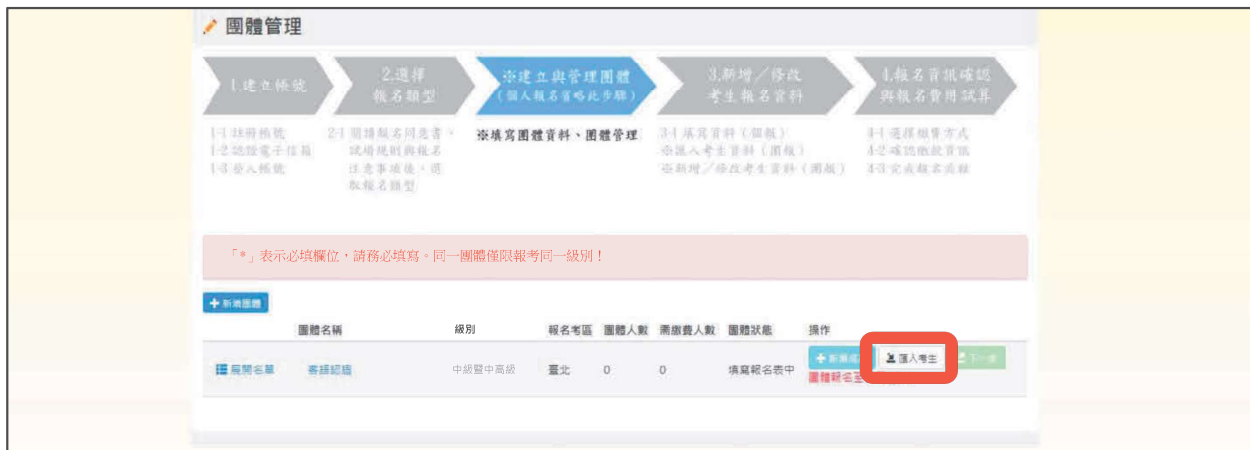 團體管理
1.建立帳號
2.選擇
報名類型
※建立與管理團體
(個人報名省略此步驟)
3.新增／修改
考生報名資料
4.報名資訊確認
與報名費用試算
1-1 註冊帳號
1-2 認證電子信箱
1-3 登入帳號
2-1 閱讀報名同意書、
試場規則與報名
注意事項後，選
取報名類型
※填寫團體資料、團體管理
3-1 填寫資料（個報）
※匯入考生資料（團報）
※新增／修改考生資料（團報）
4-1 選擇繳費方式
4-2 確認繳款資訊
4-3 完成報名流程
「*」表示必填欄位，請務必填寫。同一團體僅限報考同一級別！
新增團體
團體名稱 級別 報名考區 團體人數 需繳費人數 團體狀態 操作
展開名單 客語認證 中級暨中高級 臺北 0 0 填寫報名表中 新增 匯入考生 下一步
團體報名至